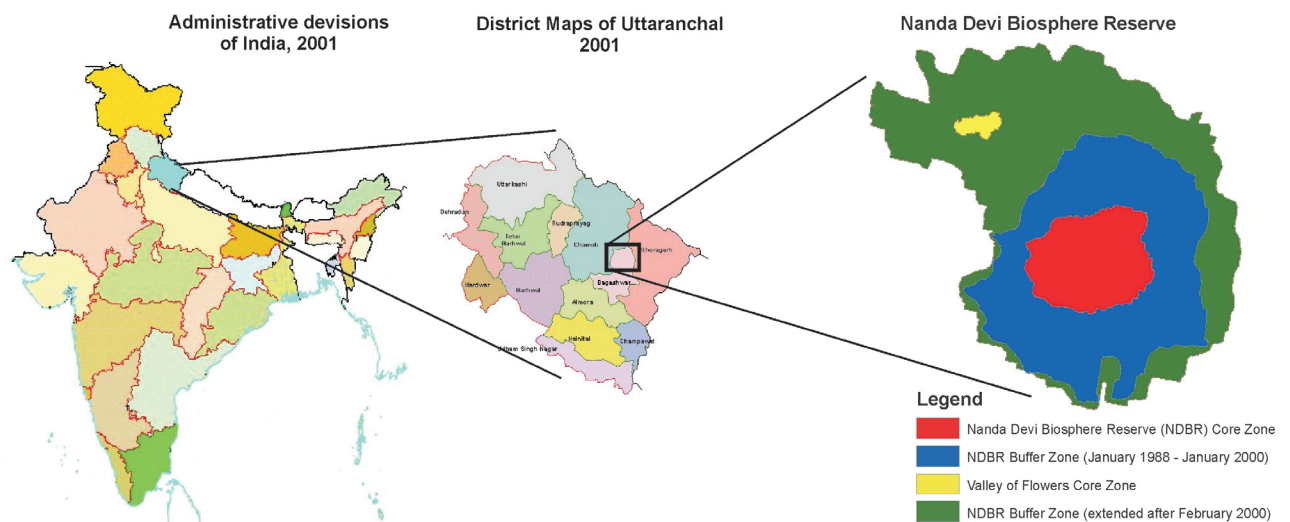 Administrative devisions
of India, 2001
District Maps of Uttaranchal
2001
Nanda Devi Biosphere Reserve
Uttarkashi
Dehradun
Rudraprayag
Tehri
Garhwal
Chamoli
thoragarh
Hardwar
Garhwal
Bageshwar
Almora
Nainital
Champawat
Udham Singh Nagar
Legend
Nanda Devi Biosphere Reserve (NDBR) Core Zone
NDBR Buffer Zone (January 1988 - January 2000)
Valley of Flowers Core Zone
NDBR Buffer Zone (extended after February 2000)